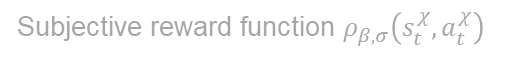 Subjective reward function ρ_{β,σ}(s_t^χ, a_t^χ)